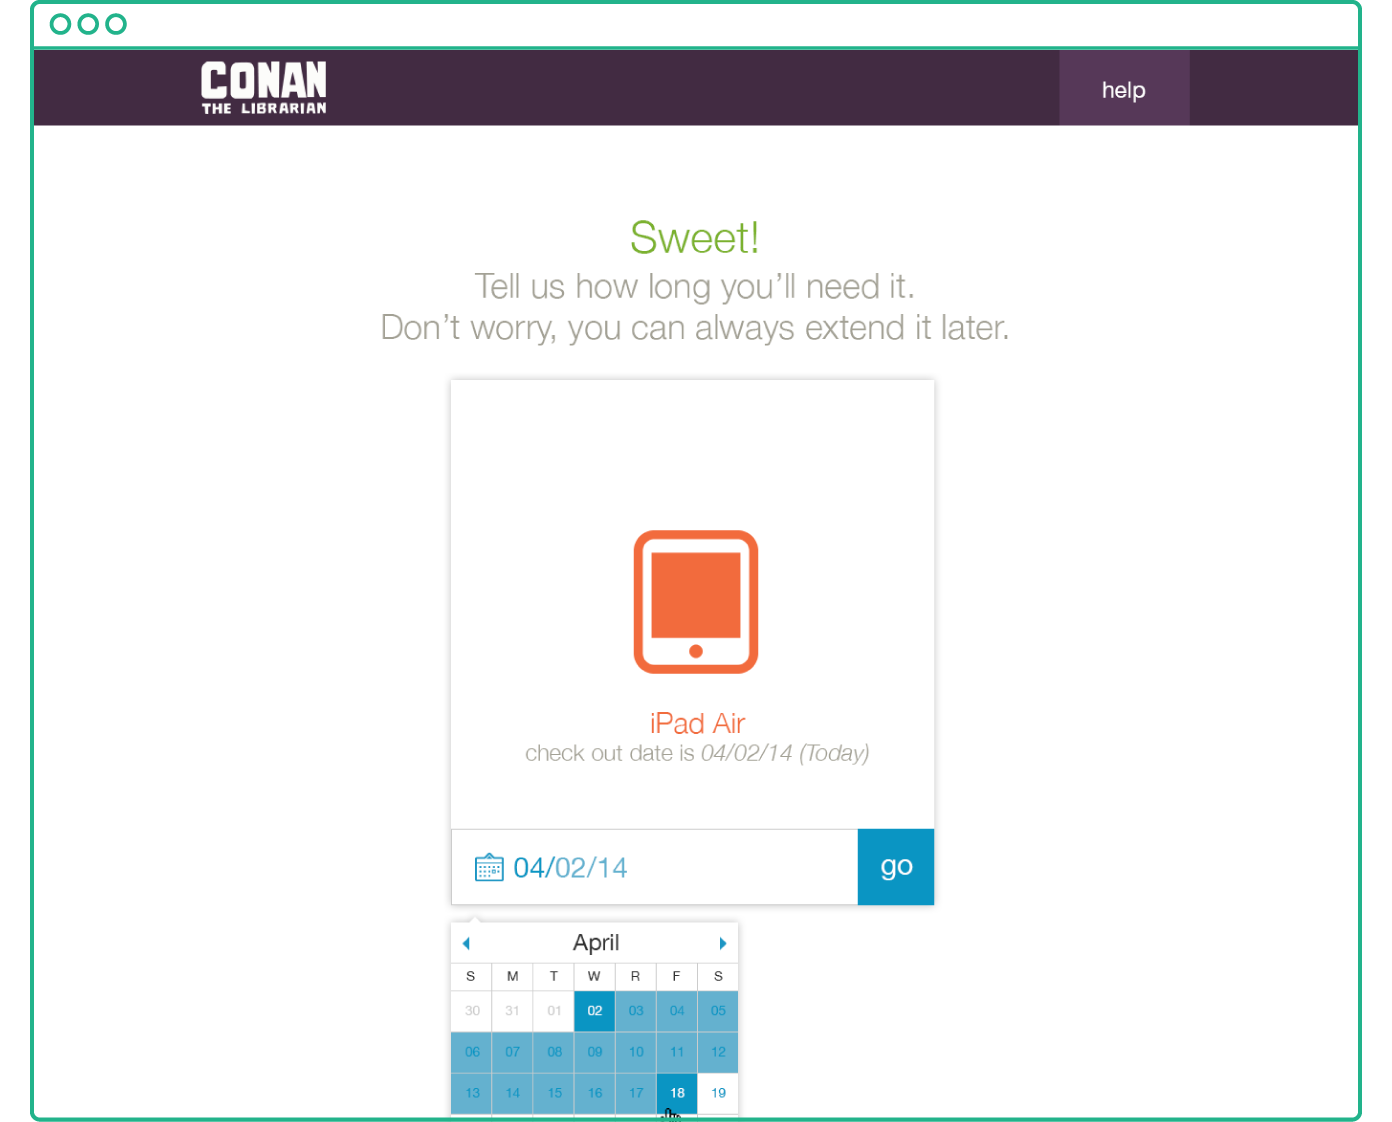 CONAN
THE LIBRARIAN
help
Sweet!
Tell us how long you’ll need it.
Don’t worry, you can always extend it later.
iPad Air
check out date is 04/02/14 (Today)
04/02/14
go
April
S M T W R F S
30 31 01 02 03 04 05
06 07 08 09 10 11 12
13 14 15 16 17 18 19